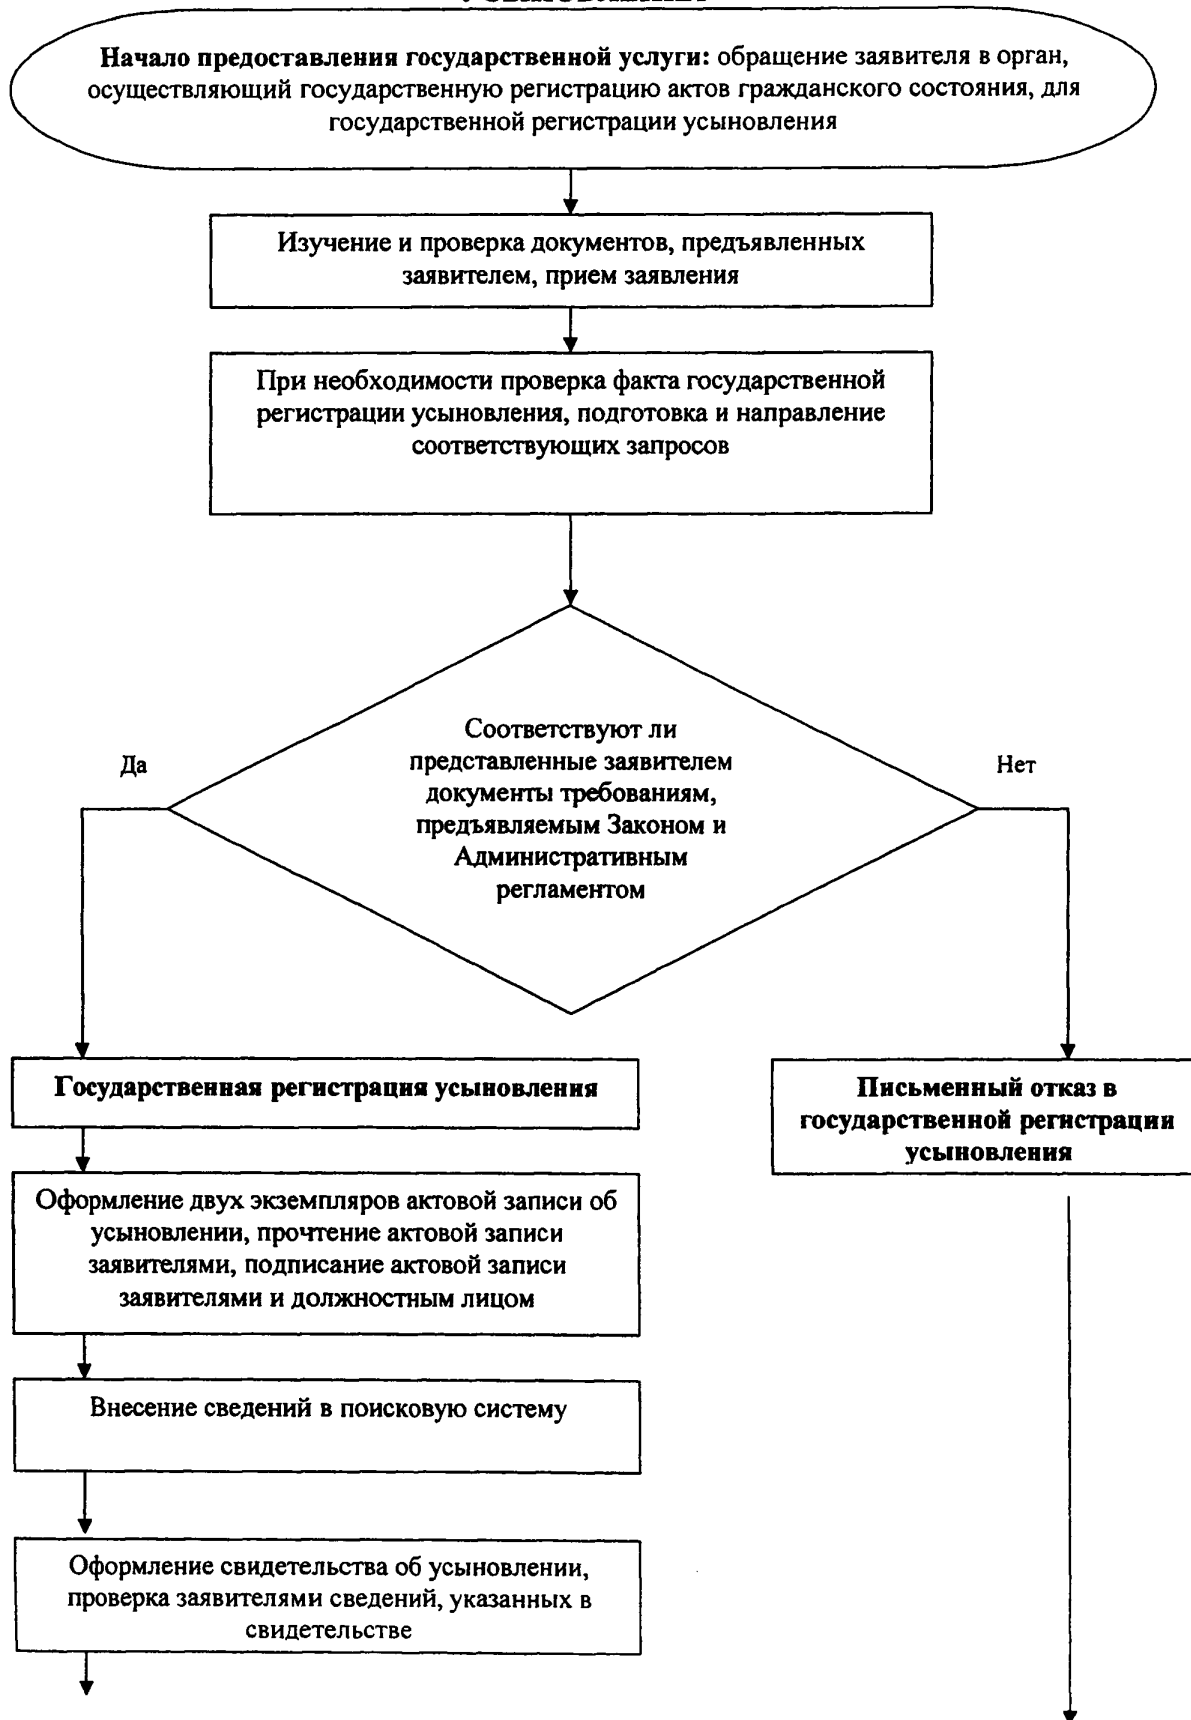 Начало предоставления государственной услуги: обращение заявителя в орган,
осуществляющий государственную регистрацию актов гражданского состояния, для
государственной регистрации усыновления
Изучение и проверка документов, предъявленных
заявителем, прием заявления
При необходимости проверка факта государственной
регистрации усыновления, подготовка и направление
соответствующих запросов
Соответствуют ли
представленные заявителем
документы требованиям,
предъявляемым Законом и
Административным
регламентом
Да
Нет
Государственная регистрация усыновления
Письменный отказ в
государственной регистрации
усыновления
Оформление двух экземпляров актовой записи об
усыновлении, прочтение актовой записи
заявителями, подписание актовой записи
заявителями и должностным лицом
Внесение сведений в поисковую систему
Оформление свидетельства об усыновлении,
проверка заявителями сведений, указанных в
свидетельстве